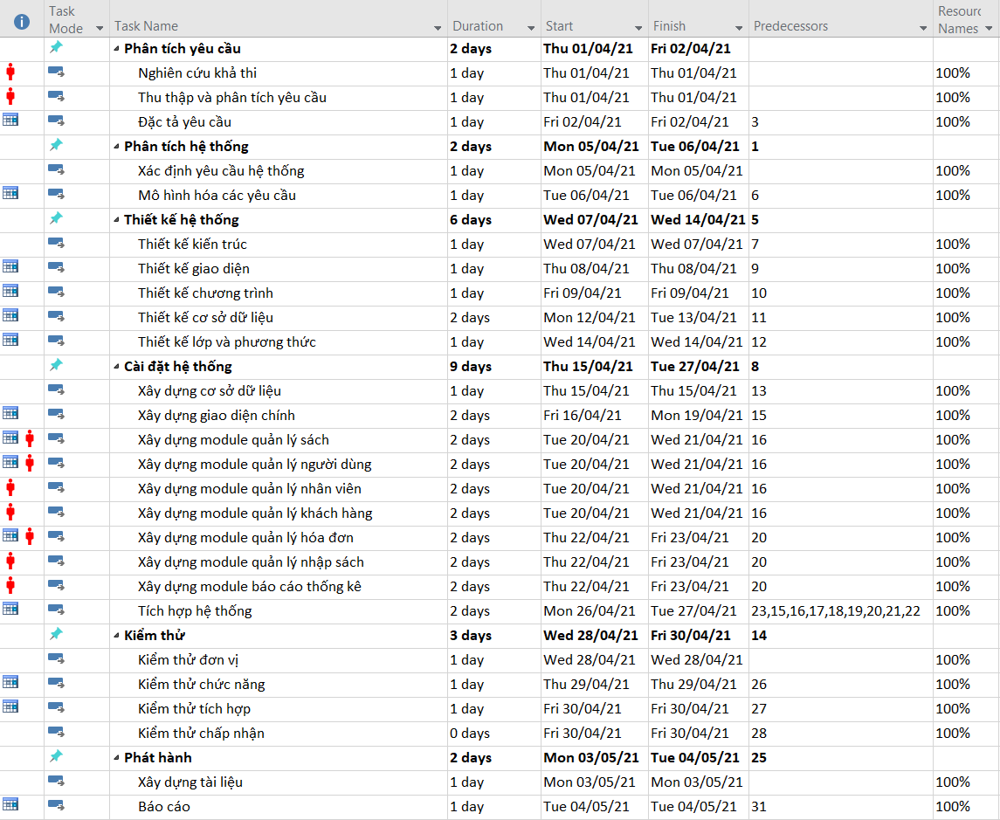 Task Mode Task Name Duration Start Finish Predecessors Resourc Names
Phân tích yêu cầu 2 days Thu 01/04/21 Fri 02/04/21
Nghiên cứu khả thi 1 day Thu 01/04/21 Thu 01/04/21 100%
Thu thập và phân tích yêu cầu 1 day Thu 01/04/21 Thu 01/04/21 100%
Đặc tả yêu cầu 1 day Fri 02/04/21 Fri 02/04/21 3 100%
Phân tích hệ thống 2 days Mon 05/04/21 Tue 06/04/21 1
Xác định yêu cầu hệ thống 1 day Mon 05/04/21 Mon 05/04/21 100%
Mô hình hóa các yêu cầu 1 day Tue 06/04/21 Tue 06/04/21 6 100%
Thiết kế hệ thống 6 days Wed 07/04/21 Wed 14/04/21 5
Thiết kế kiến trúc 1 day Wed 07/04/21 Wed 07/04/21 7 100%
Thiết kế giao diện 1 day Thu 08/04/21 Thu 08/04/21 9 100%
Thiết kế chương trình 1 day Fri 09/04/21 Fri 09/04/21 10 100%
Thiết kế cơ sở dữ liệu 2 days Mon 12/04/21 Tue 13/04/21 11 100%
Thiết kế lớp và phương thức 1 day Wed 14/04/21 Wed 14/04/21 12 100%
Cài đặt hệ thống 9 days Thu 15/04/21 Tue 27/04/21 8
Xây dựng cơ sở dữ liệu 1 day Thu 15/04/21 Thu 15/04/21 13 100%
Xây dựng giao diện chính 2 days Fri 16/04/21 Mon 19/04/21 15 100%
Xây dựng module quản lý sách 2 days Tue 20/04/21 Wed 21/04/21 16 100%
Xây dựng module quản lý người dùng 2 days Tue 20/04/21 Wed 21/04/21 16 100%
Xây dựng module quản lý nhân viên 2 days Tue 20/04/21 Wed 21/04/21 16 100%
Xây dựng module quản lý khách hàng 2 days Tue 20/04/21 Wed 21/04/21 16 100%
Xây dựng module quản lý hóa đơn 2 days Thu 22/04/21 Fri 23/04/21 20 100%
Xây dựng module quản lý nhập sách 2 days Thu 22/04/21 Fri 23/04/21 20 100%
Xây dựng module báo cáo thống kê 2 days Thu 22/04/21 Fri 23/04/21 20 100%
Tích hợp hệ thống 2 days Mon 26/04/21 Tue 27/04/21 23,15,16,17,18,19,20,21,22 100%
Kiểm thử 3 days Wed 28/04/21 Fri 30/04/21 14
Kiểm thử đơn vị 1 day Wed 28/04/21 Wed 28/04/21 100%
Kiểm thử chức năng 1 day Thu 29/04/21 Thu 29/04/21 26 100%
Kiểm thử tích hợp 1 day Fri 30/04/21 Fri 30/04/21 27 100%
Kiểm thử chấp nhận 0 days Fri 30/04/21 Fri 30/04/21 28 100%
Phát hành 2 days Mon 03/05/21 Tue 04/05/21 25
Xây dựng tài liệu 1 day Mon 03/05/21 Mon 03/05/21 100%
Báo cáo 1 day Tue 04/05/21 Tue 04/05/21 31 100%